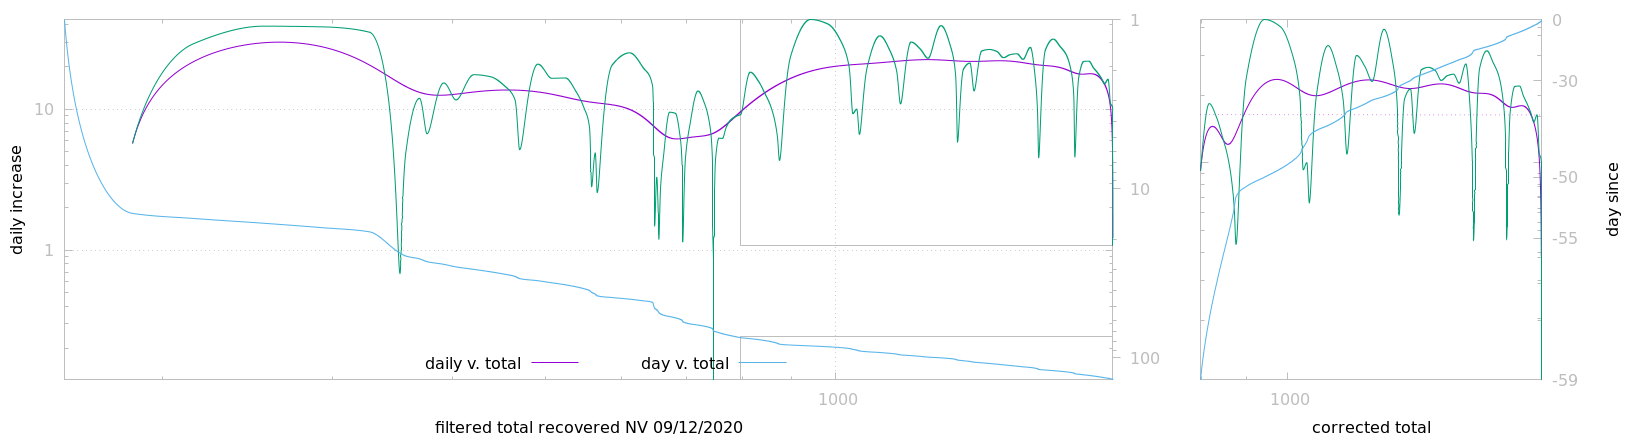 daily increase
10
1
daily v. total
day v. total
1000
filtered total recovered NV 09/12/2020
1
10
100
1000
corrected total
0
-30
-50
-55
-59
day since